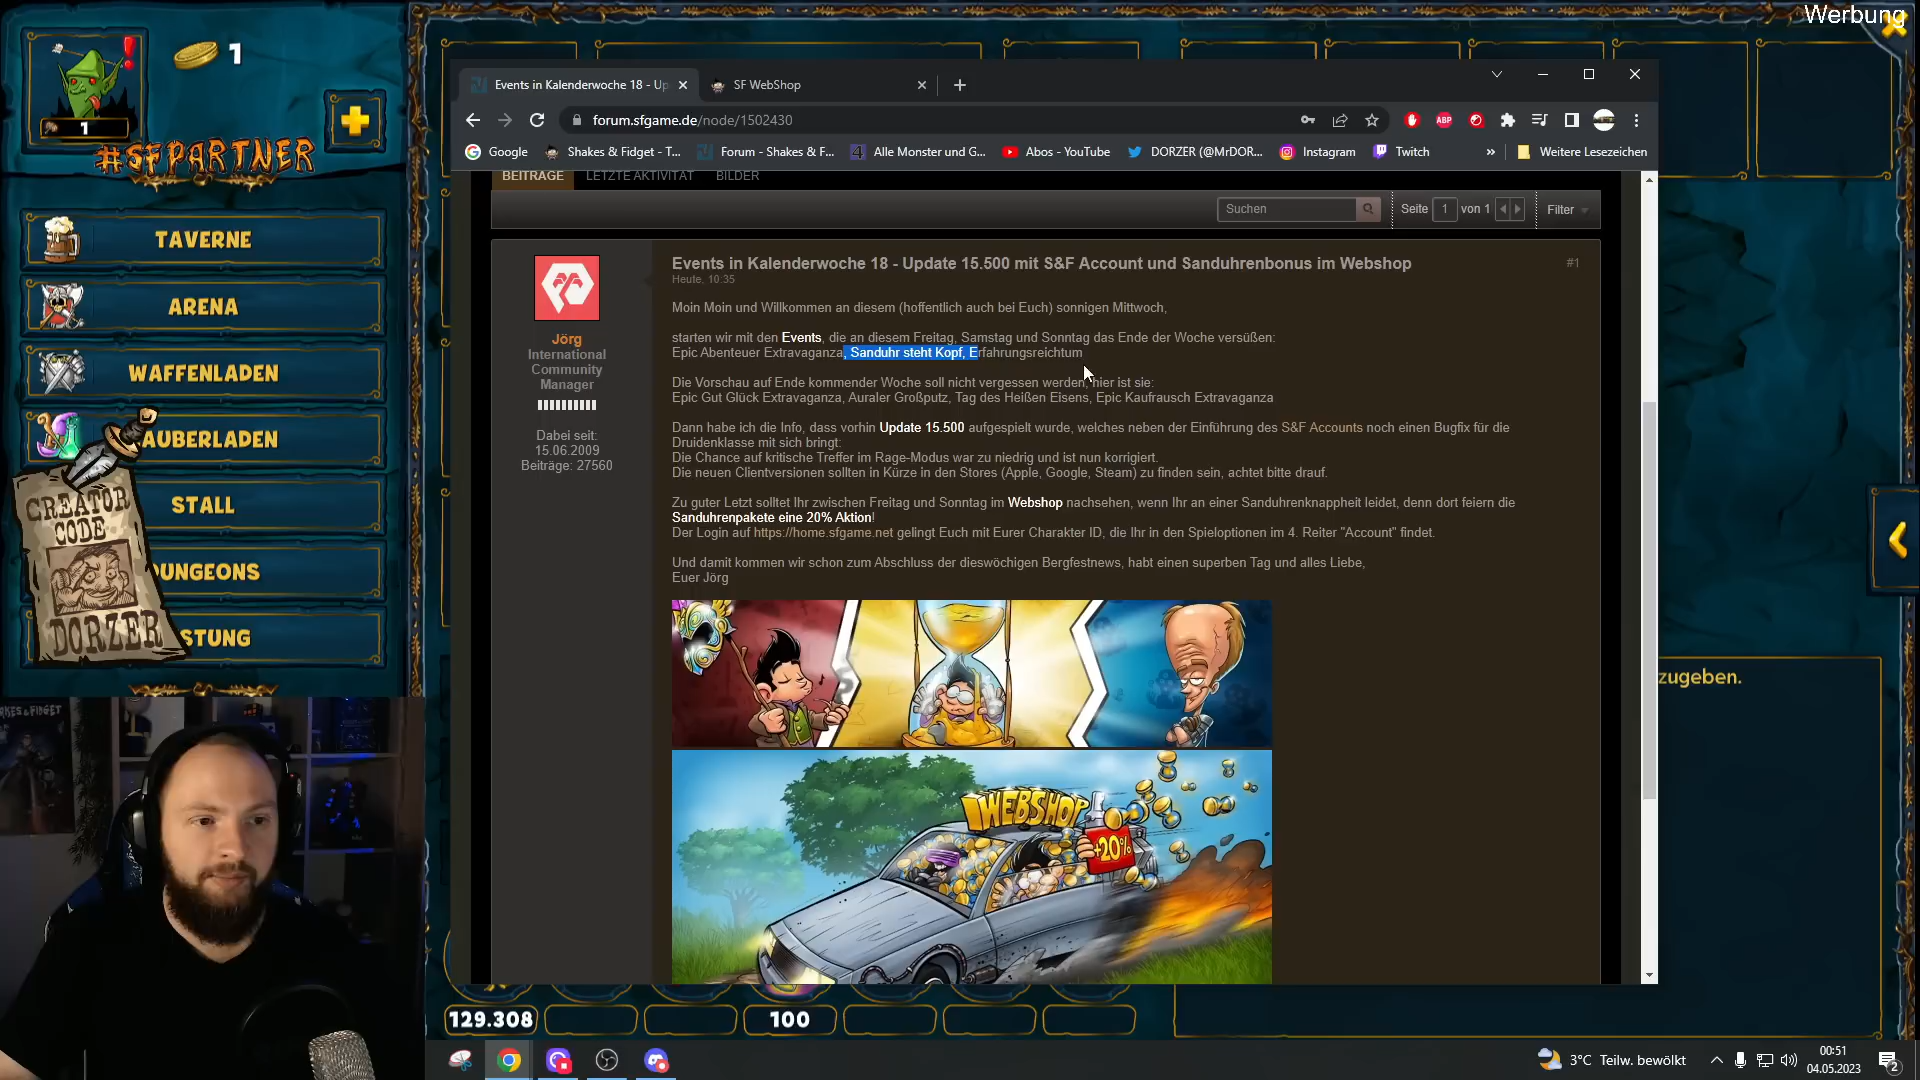 Werbung
1
1
#SFPARTNER
TAVERNE
ARENA
WAFFENLADEN
AUBERLADEN
STALL
UNGEONS
STUNG
CREATOR
CODE
DORZER
Events in Kalenderwoche 18 - Up
SF WebShop
forum.sfgame.de/node/1502430
ABP
Google
Shakes & Fidget - T...
Forum - Shakes & F...
Alle Monster und G...
Abos - YouTube
DORZER (@MrDOR...
Instagram
Twitch
»
Weitere Lesezeichen
BEITRÄGE
LETZTE AKTIVITÄT
BILDER
Suchen
Seite 1 von 1
Filter
Jörg
International
Community
Manager
Dabei seit:
15.06.2009
Beiträge: 27560
Events in Kalenderwoche 18 - Update 15.500 mit S&F Account und Sanduhrenbonus im Webshop
#1
Heute, 10:35
Moin Moin und Willkommen an diesem (hoffentlich auch bei Euch) sonnigen Mittwoch,
starten wir mit den Events, die an diesem Freitag, Samstag und Sonntag das Ende der Woche versüßen:
Epic Abenteuer Extravaganza, Sanduhr steht Kopf, Erfahrungsreichtum
Die Vorschau auf Ende kommender Woche soll nicht vergessen werden, hier ist sie:
Epic Gut Glück Extravaganza, Auraler Großputz, Tag des Heißen Eisens, Epic Kaufrausch Extravaganza
Dann habe ich die Info, dass vorhin Update 15.500 aufgespielt wurde, welches neben der Einführung des S&F Accounts noch einen Bugfix für die
Druidenklasse mit sich bringt:
Die Chance auf kritische Treffer im Rage-Modus war zu niedrig und ist nun korrigiert.
Die neuen Clientversionen sollten in Kürze in den Stores (Apple, Google, Steam) zu finden sein, achtet bitte drauf.
Zu guter Letzt solltet Ihr zwischen Freitag und Sonntag im Webshop nachsehen, wenn Ihr an einer Sanduhrenknappheit leidet, denn dort feiern die
Sanduhrenpakete eine 20% Aktion!
Der Login auf https://home.sfgame.net gelingt Euch mit Eurer Charakter ID, die Ihr in den Spieloptionen im 4. Reiter "Account" findet.
Und damit kommen wir schon zum Abschluss der dieswöchigen Bergfestnews, habt einen superben Tag und alles Liebe,
Euer Jörg
WEBSHOP
+20%
zugeben.
129.308
100
3°C Teilw. bewölkt
00:51
04.05.2023
2